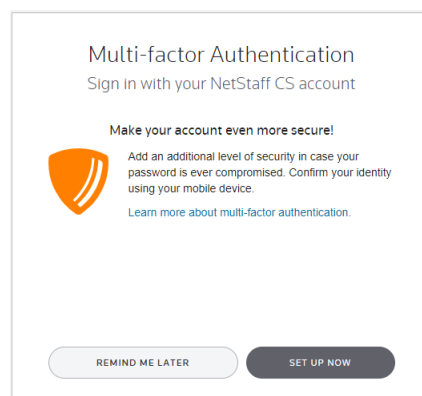 Multi-factor Authentication
Sign in with your NetStaff CS account
Make your account even more secure!
Add an additional level of security in case your
password is ever compromised. Confirm your identity
using your mobile device.
Learn more about multi-factor authentication.
REMIND ME LATER
SET UP NOW